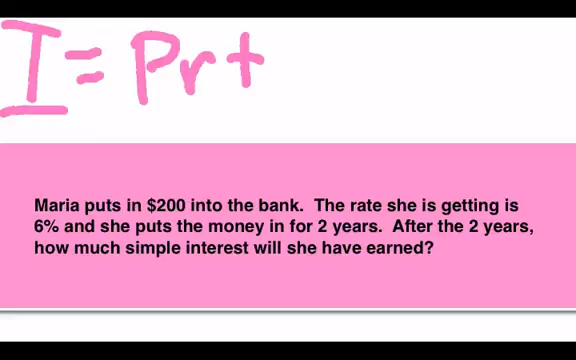 I = Prt
Maria puts in $200 into the bank.  The rate she is getting is
6% and she puts the money in for 2 years.  After the 2 years,
how much simple interest will she have earned?